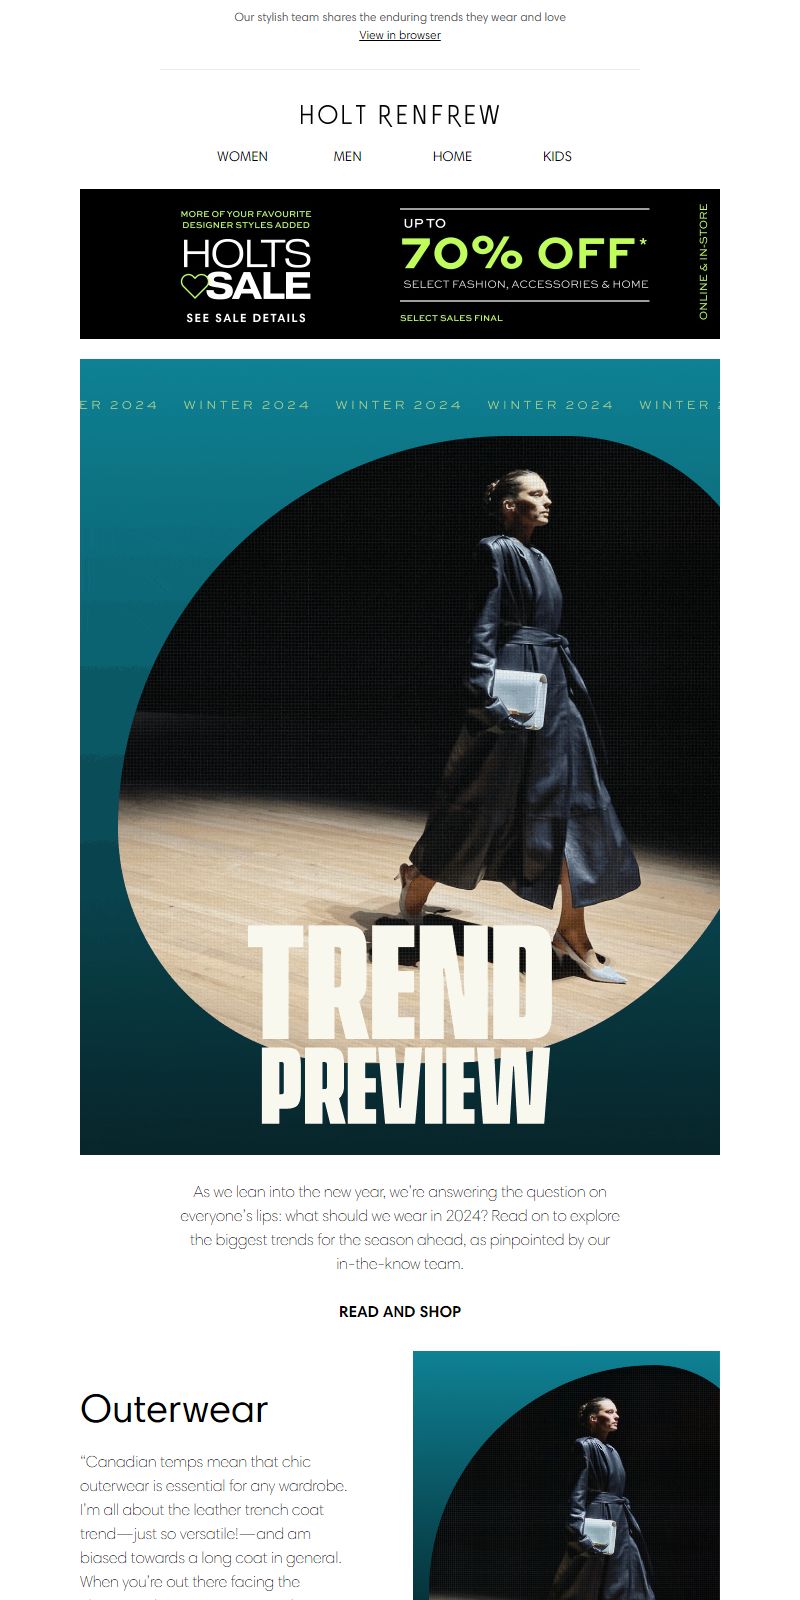 Our stylish team shares the enduring trends they wear and love
View in browser
HOLT RENFREW
WOMEN MEN HOME KIDS
MORE OF YOUR FAVOURITE
DESIGNER STYLES ADDED
HOLTS
SALE
SEE SALE DETAILS
UP TO
70% OFF*
SELECT FASHION, ACCESSORIES & HOME
SELECT SALES FINAL
ONLINE & IN-STORE
ER 2024 WINTER 2024 WINTER 2024 WINTER 2024 WINTER
TREND
PREVIEW
As we lean into the new year, we're answering the question on
everyone's lips: what should we wear in 2024? Read on to explore
the biggest trends for the season ahead, as pinpointed by our
in-the-know team.
READ AND SHOP
Outerwear
“Canadian temps mean that chic
outerwear is essential for any wardrobe.
I'm all about the leather trench coat
trend—just so versatile!—and am
biased towards a long coat in general.
When you're out there facing the